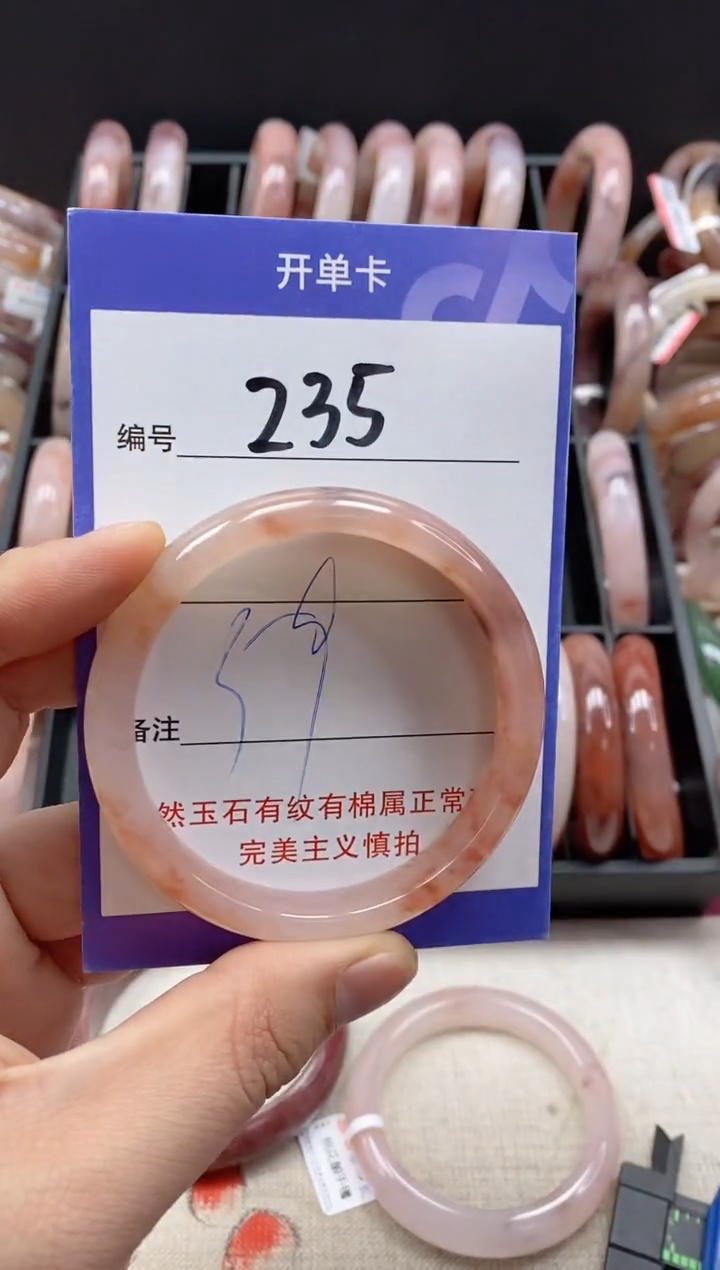 开单卡
编号 235
备注
然玉石有纹有棉属正常
完美主义慎拍